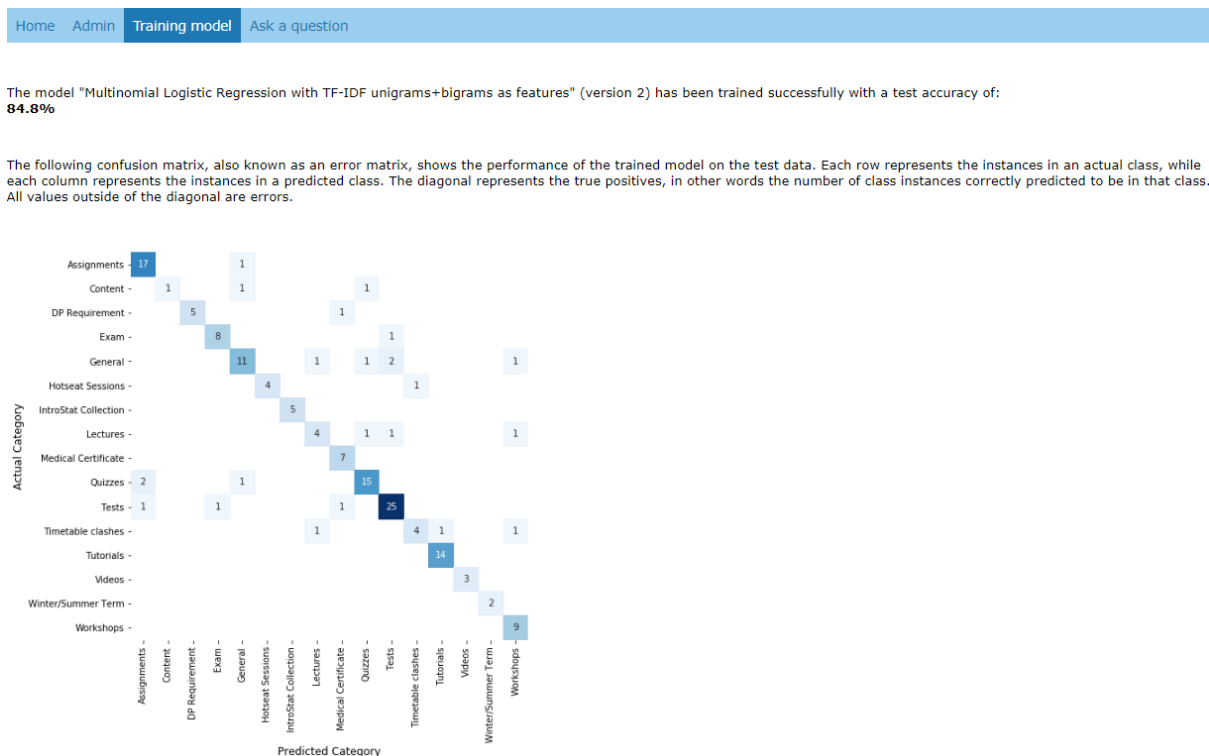 Home Admin Training model Ask a question
The model "Multinomial Logistic Regression with TF-IDF unigrams+bigrams as features" (version 2) has been trained successfully with a test accuracy of:
84.8%
The following confusion matrix, also known as an error matrix, shows the performance of the trained model on the test data. Each row represents the instances in an actual class, while
each column represents the instances in a predicted class. The diagonal represents the true positives, in other words the number of class instances correctly predicted to be in that class.
All values outside of the diagonal are errors.
Actual Category
Assignments 17 1
Content 1 1 1
DP Requirement 5 1
Exam 8 1
General 11 1 1 2 1
Hotseat Sessions 4 1
IntroStat Collection 5
Lectures 4 1 1 1
Medical Certificate 7
Quizzes 2 1 15
Tests 1 1 1 25
Timetable clashes 1 4 1 1
Tutorials 14
Videos 3
Winter/Summer Term 2
Workshops 9
Assignments
Content
DP Requirement
Exam
General
Hotseat Sessions
IntroStat Collection
Lectures
Medical Certificate
Quizzes
Tests
Timetable clashes
Tutorials
Videos
Winter/Summer Term
Workshops
Predicted Category